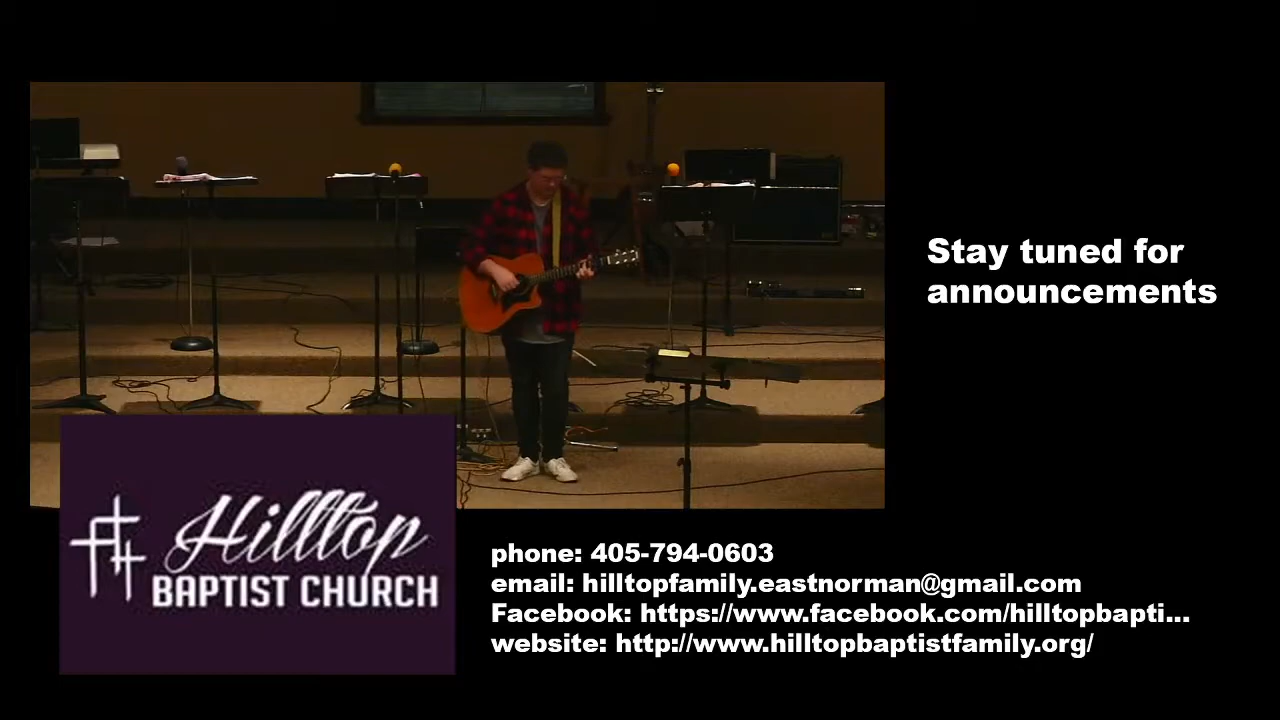 Stay tuned for
announcements
Hilltop
BAPTIST CHURCH
phone: 405-794-0603
email: hilltopfamily.eastnorman@gmail.com
Facebook: https://www.facebook.com/hilltopbapti...
website: http://www.hilltopbaptistfamily.org/